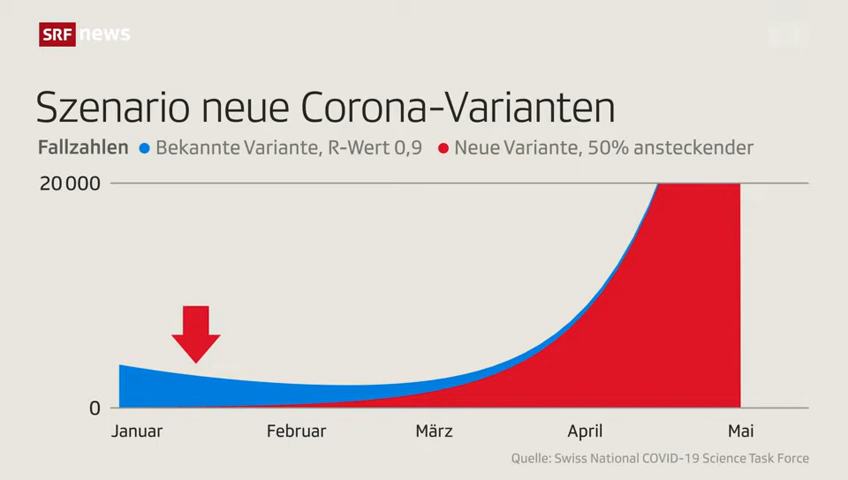 SRF news
Szenario neue Corona-Varianten
Fallzahlen Bekannte Variante, R-Wert 0,9 Neue Variante, 50% ansteckender
20 000
0
Januar Februar März April Mai
Quelle: Swiss National COVID-19 Science Task Force